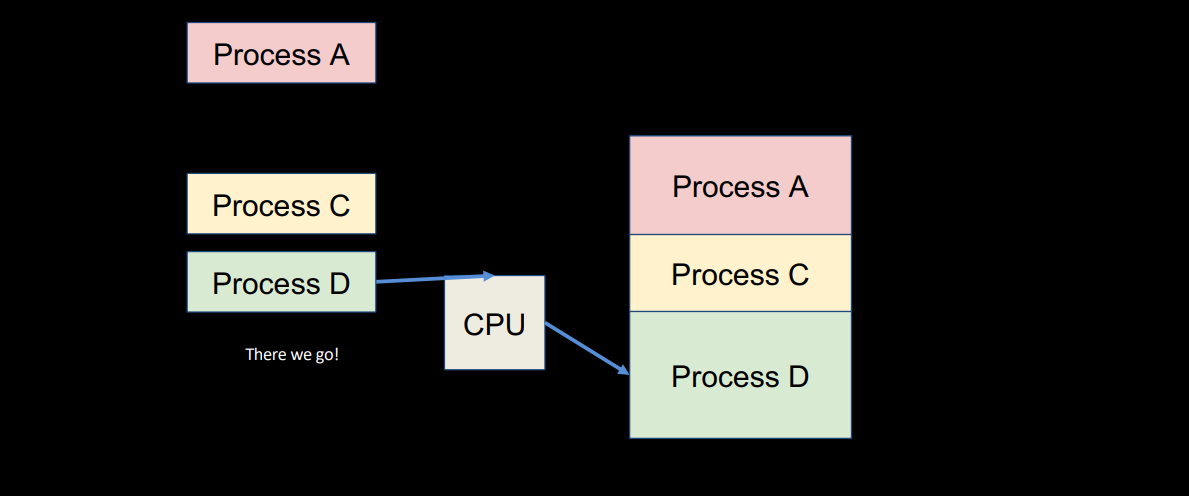 Process A
Process C
Process D
There we go!
CPU
Process A
Process C
Process D